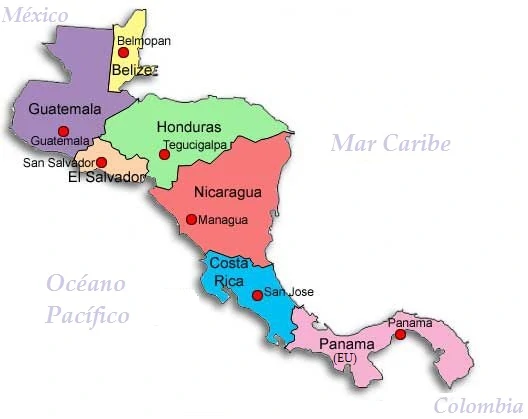 México
Belmopan
Belize
Guatemala
Guatemala
Honduras
Tegucigalpa
Mar Caribe
San Salvador
El Salvador
Nicaragua
Managua
Costa
Rica
San Jose
Océano
Pacífico
Panama
Panama
(EU)
Colombia